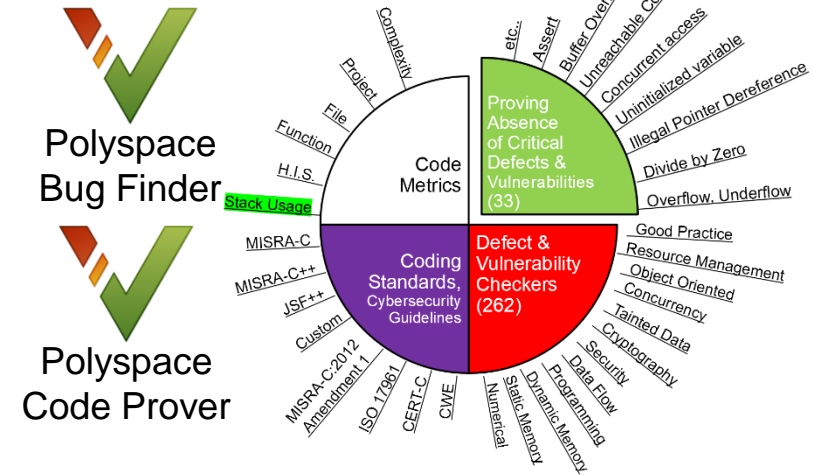 Polyspace
Bug Finder
Polyspace
Code Prover
Code
Metrics
Complexity
Project
File
Function
H.I.S.
Stack Usage
Proving
Absence
of Critical
Defects &
Vulnerabilities
(33)
etc..
Assert
Buffer
Unreachable
Concurrent access
Uninitialized variable
Illegal Pointer Dereference
Divide by Zero
Overflow, Underflow
Coding
Standards,
Cybersecurity
Guidelines
MISRA-C
MISRA-C++
JSF++
Custom
MISRA-C:2012
Amendment 1
ISO 17961
CERT-C
CWE
Defect &
Vulnerability
Checkers
(262)
Good Practice
Resource Management
Object Oriented
Concurrency
Tainted Data
Cryptography
Security
Data Flow
Programming
Dynamic Memory
Static Memory
Numerical